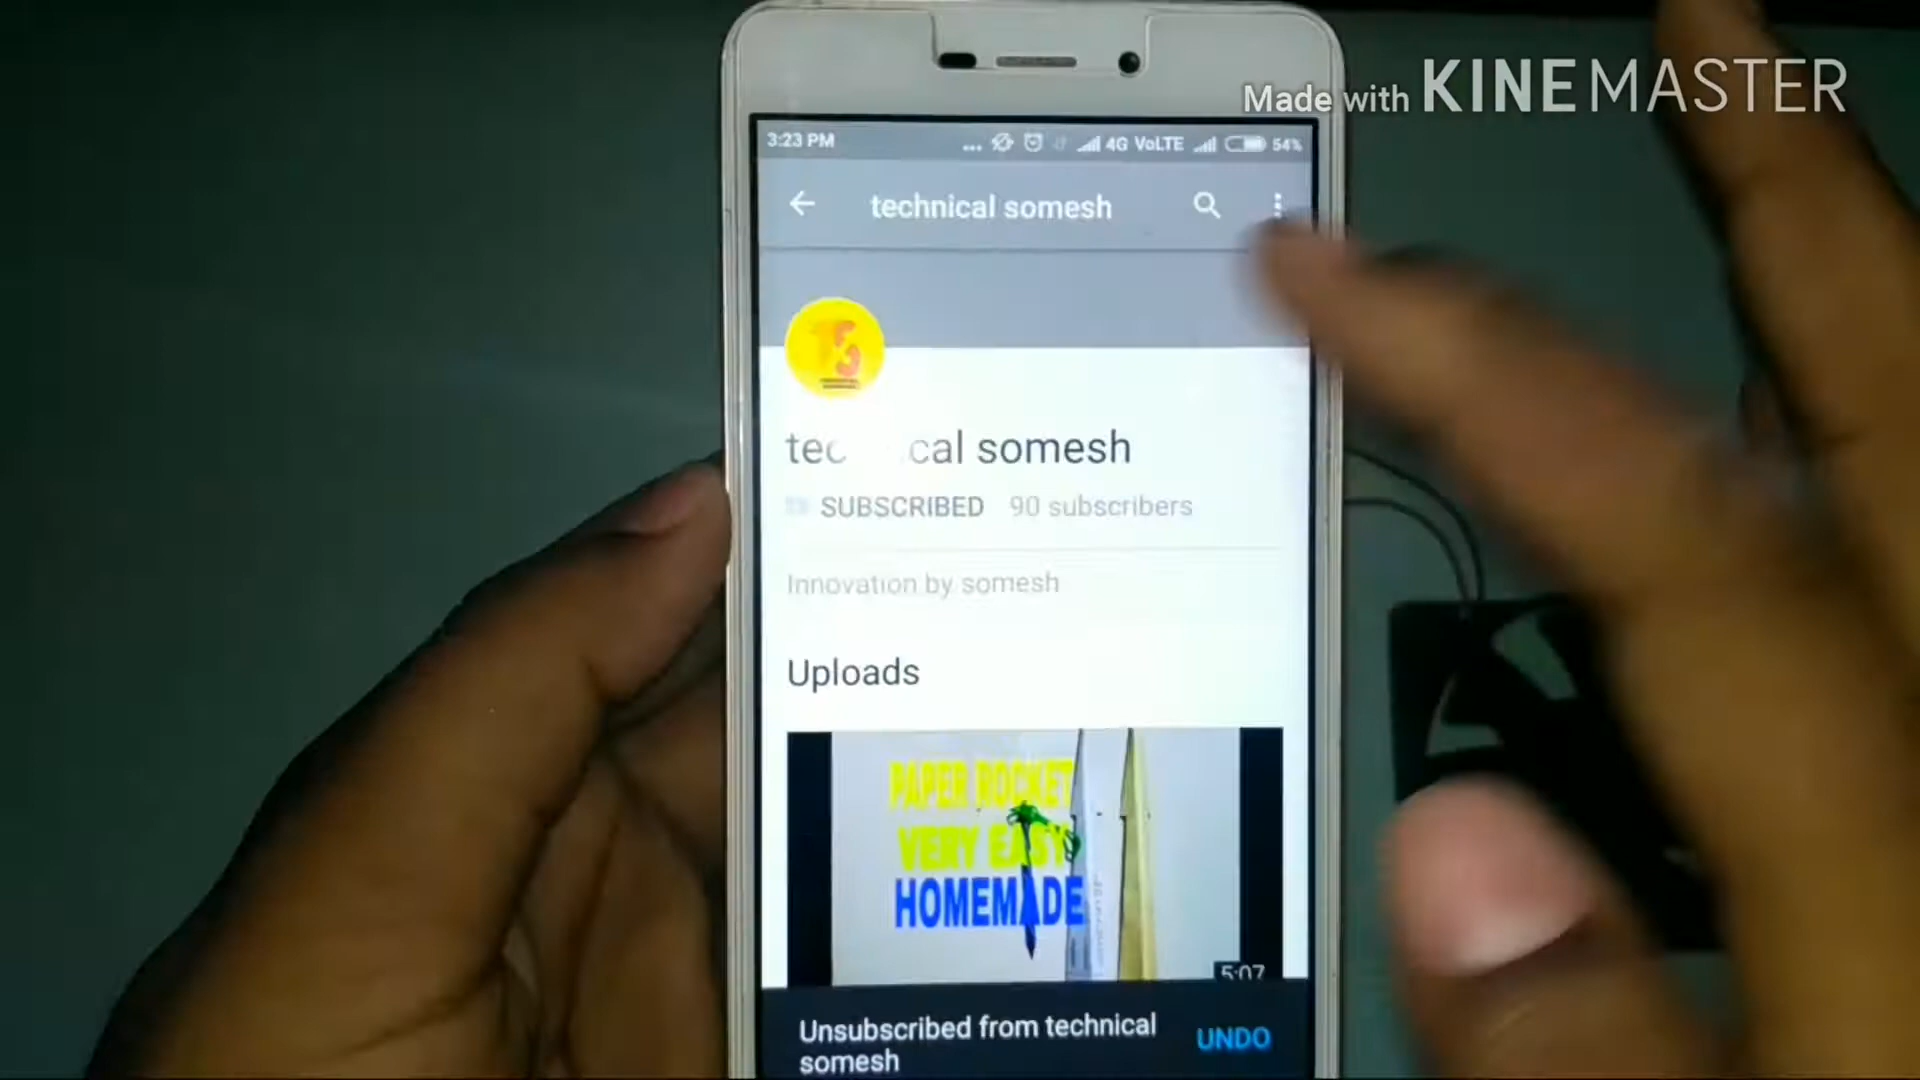 Made with KINEMASTER
3:23 PM ... 4G VoLTE 54%
technical somesh
TS
tec cal somesh
SUBSCRIBED 90 subscribers
Innovation by somesh
Uploads
PAPER ROCKET
VERY EASY
HOMEMADE
5:07
Unsubscribed from technical
somesh
UNDO